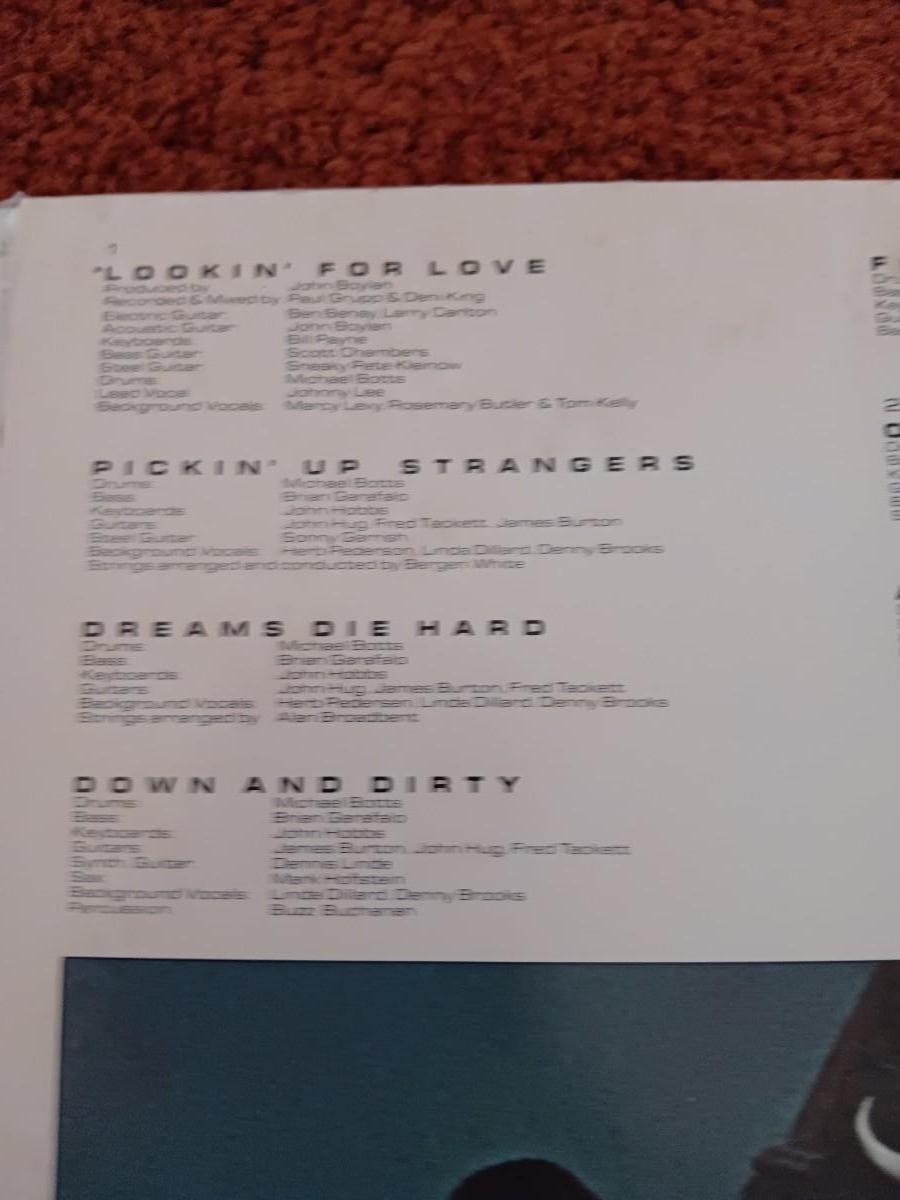 1
"LOOKIN' FOR LOVE
Produced by John Boylan
Recorded & Mixed by Paul Grupp & Deni King
Electric Guitar Ben Benay, Larry Carlton
Acoustic Guitar John Boylan
Keyboards Bill Payne
Bass Guitar Scott Chambers
Steel Guitar Sneaky Pete Kleinow
Drums Michael Botts
Lead Vocal Johnny Lee
Background Vocals Marcy Levy, Rosemary Butler & Tom Kelly
PICKIN' UP STRANGERS
Drums Michael Botts
Bass Brian Garafalo
Keyboards John Hobbs
Guitars John Hug, Fred Tackett, James Burton
Steel Guitar Sonny Garrish
Background Vocals Herb Pederson, Linda Dillard, Denny Brooks
Strings arranged and conducted by Bergen White
DREAMS DIE HARD
Drums Michael Botts
Bass Brian Garafalo
Keyboards John Hobbs
Guitars John Hug, James Burton, Fred Tackett
Background Vocals Herb Pedersen, Linda Dillard, Denny Brooks
Strings arranged by Alan Broadbent
DOWN AND DIRTY
Drums Michael Botts
Bass Brian Garafalo
Keyboards John Hobbs
Guitars James Burton, John Hug, Fred Tackett
Synth. Guitar Dennis Linde
Sax Mark Hofstein
Background Vocals Linda Dillard, Denny Brooks
Percussion Buzz Buchanan